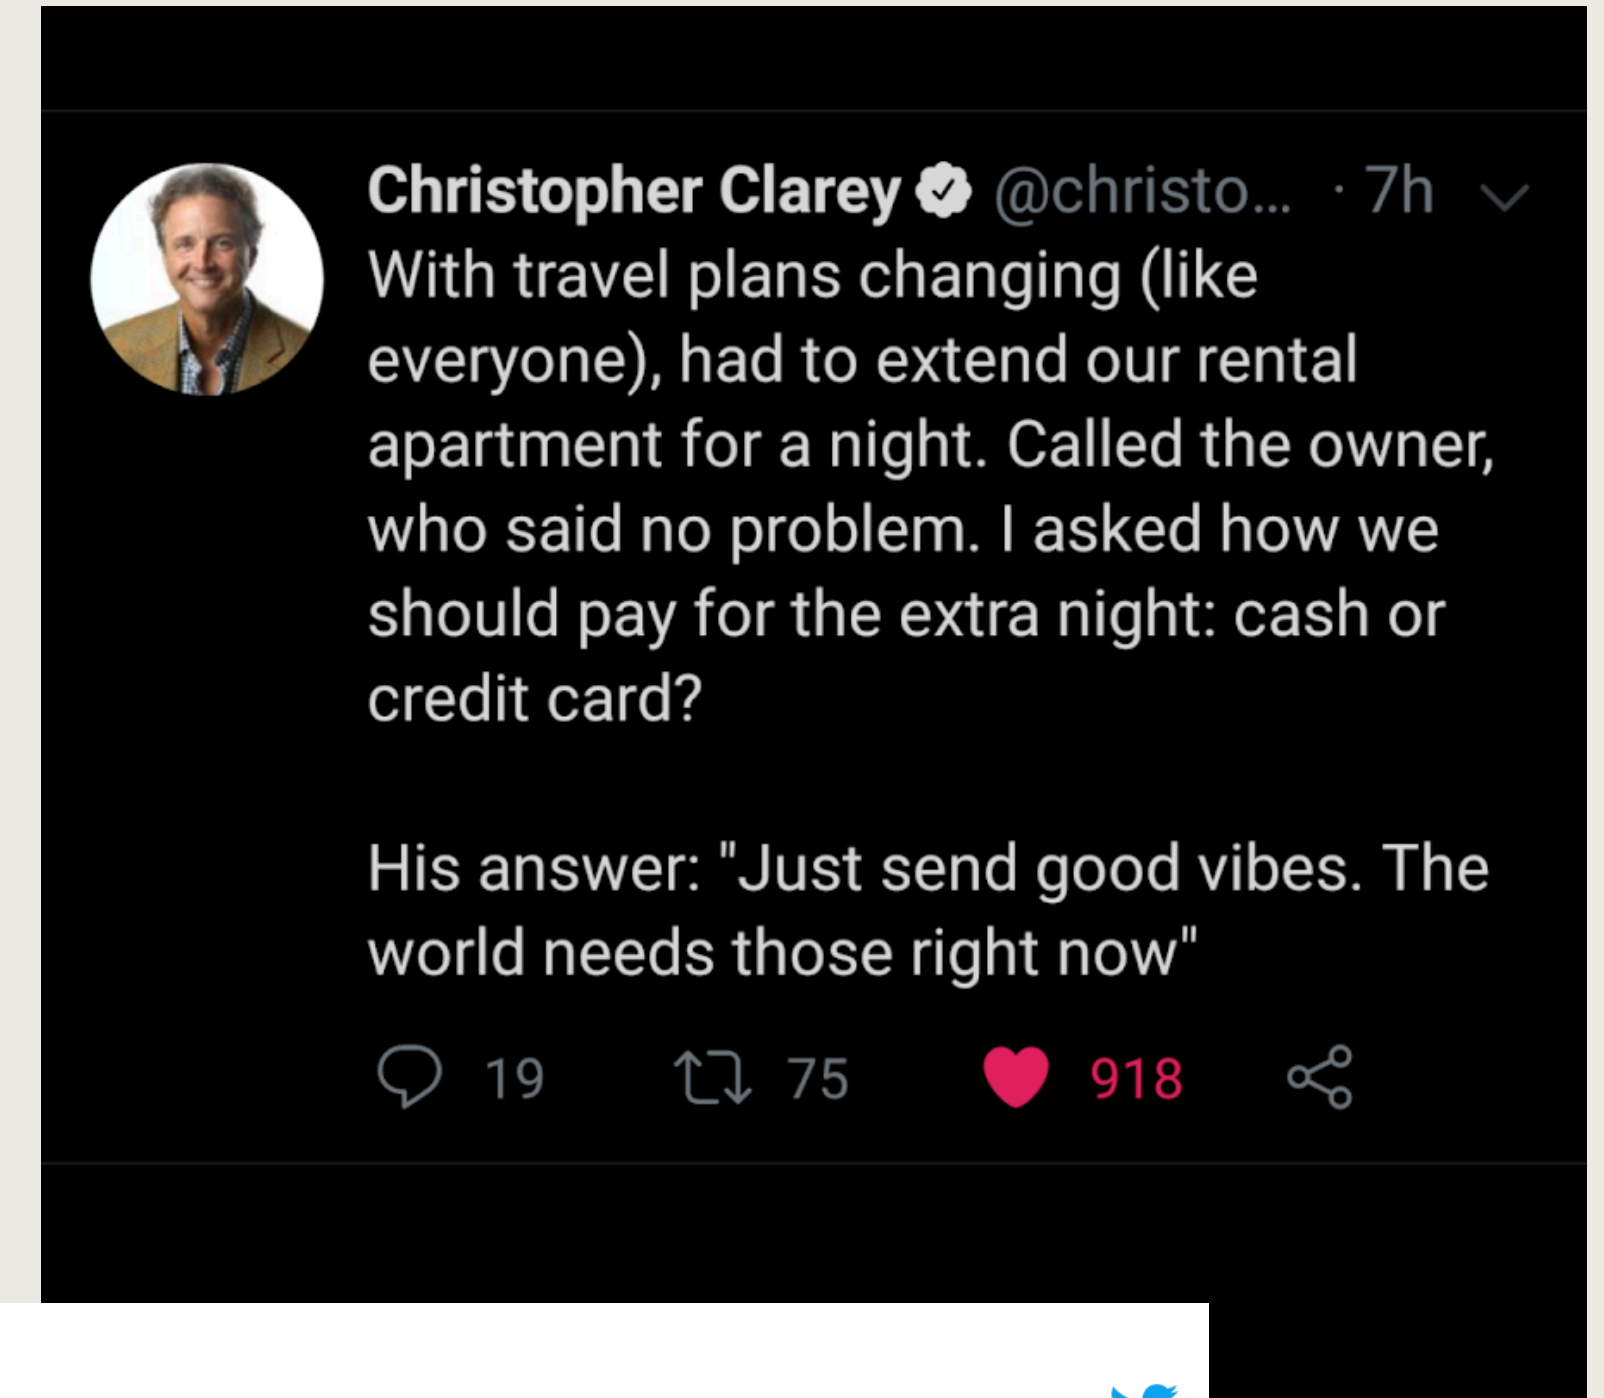 Christopher Clarey @christo... · 7h
With travel plans changing (like
everyone), had to extend our rental
apartment for a night. Called the owner,
who said no problem. I asked how we
should pay for the extra night: cash or
credit card?
His answer: "Just send good vibes. The
world needs those right now"
19 75 918